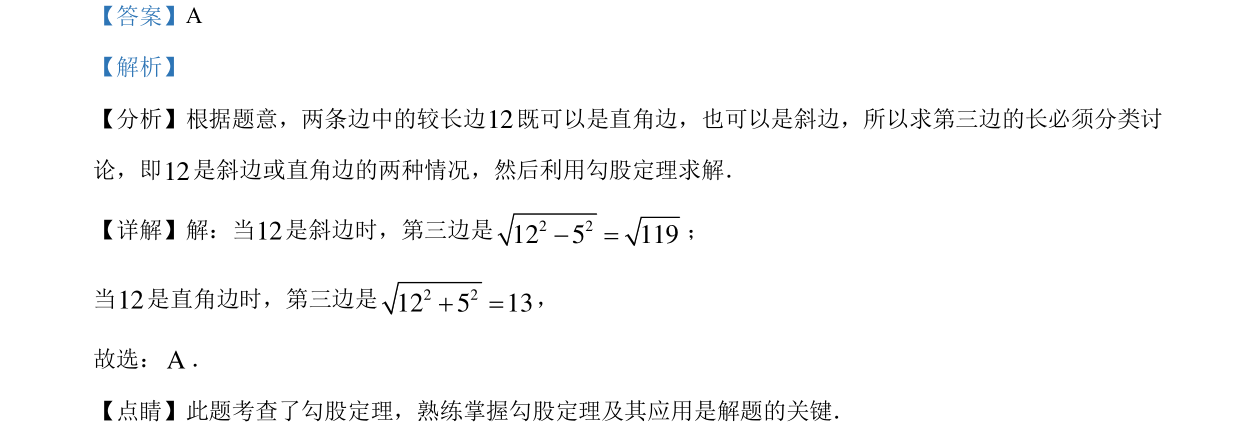 【答案】A
【解析】
【分析】根据题意，两条边中的较长边12既可以是直角边，也可以是斜边，所以求第三边的长必须分类讨
论，即12是斜边或直角边的两种情况，然后利用勾股定理求解．
【详解】解：当12是斜边时，第三边是√(12²－5²)＝√119；
当12是直角边时，第三边是√(12²＋5²)＝13，
故选：A．
【点睛】此题考查了勾股定理，熟练掌握勾股定理及其应用是解题的关键．